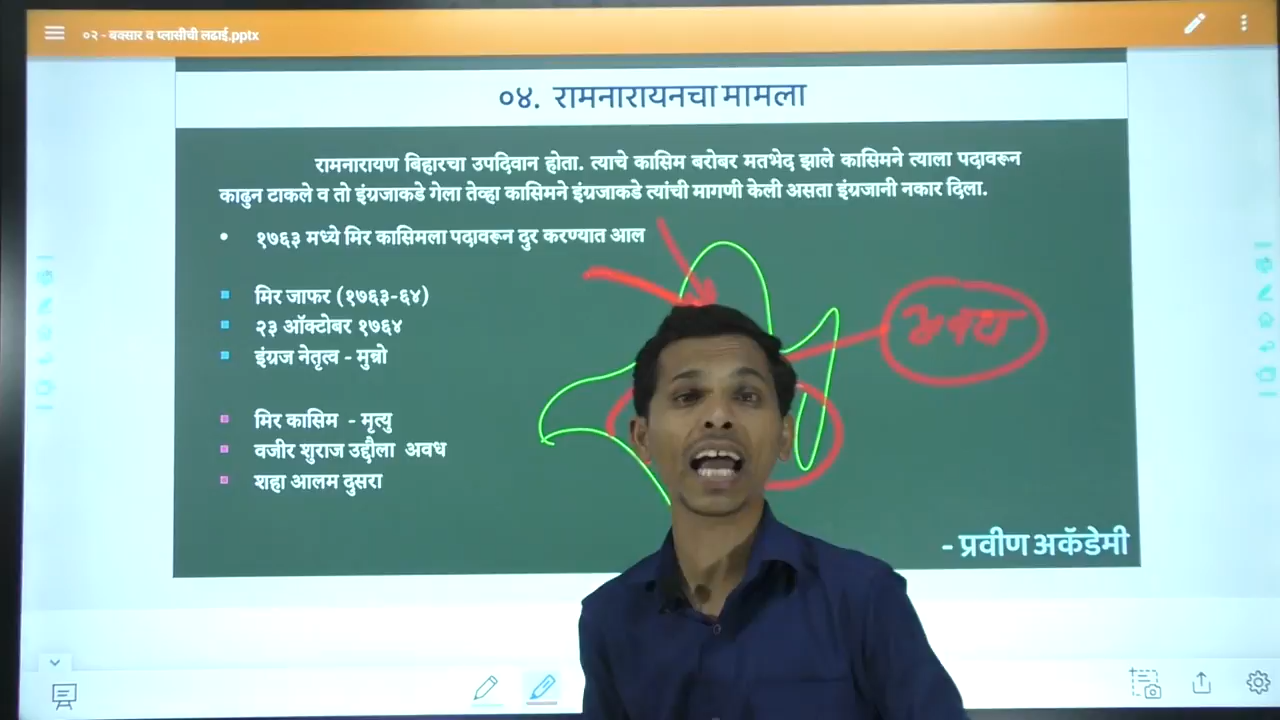 ०२ - बक्सार व प्लासीची लढाई.pptx
०४. रामनारायनचा मामला
रामनारायण बिहारचा उपदिवान होता. त्याचे कासिम बरोबर मतभेद झाले कासिमने त्याला पदावरून
काढुन टाकले व तो इंग्रजाकडे गेला तेव्हा कासिमने इंग्रजाकडे त्यांची मागणी केली असता इंग्रजानी नकार दिला.
• १७६३ मध्ये मिर कासिमला पदावरून दुर करण्यात आल
मिर जाफर (१७६३-६४)
२३ ऑक्टोबर १७६४
इंग्रज नेतृत्व - मुन्रो
मिर कासिम - मृत्यु
वजीर शुराज उद्दौला अवध
शहा आलम दुसरा
- प्रवीण अकॅडेमी